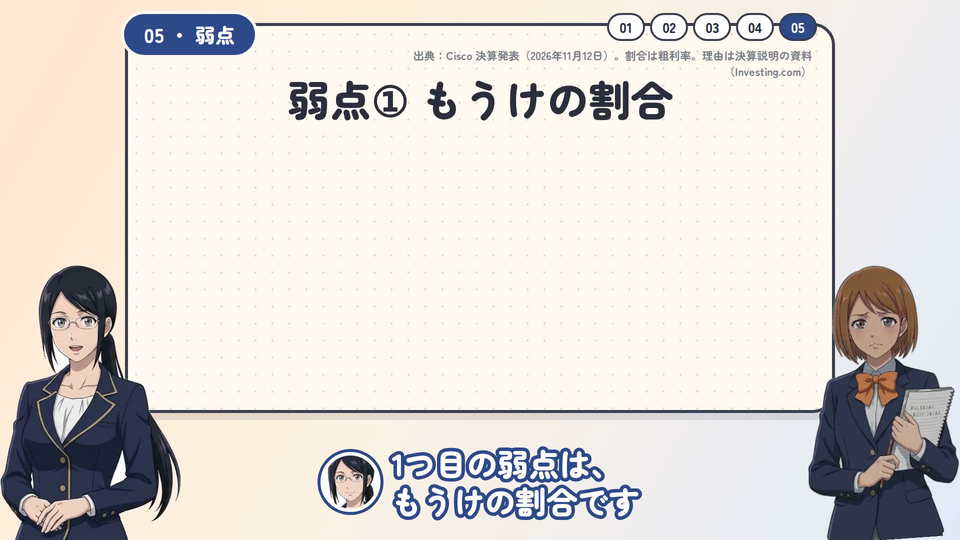 05 ・ 弱点
01 02 03 04 05
出典：Cisco 決算発表（2026年11月12日）。割合は粗利率。理由は決算説明の資料
（Investing.com）
弱点① もうけの割合
1つ目の弱点は、
もうけの割合です